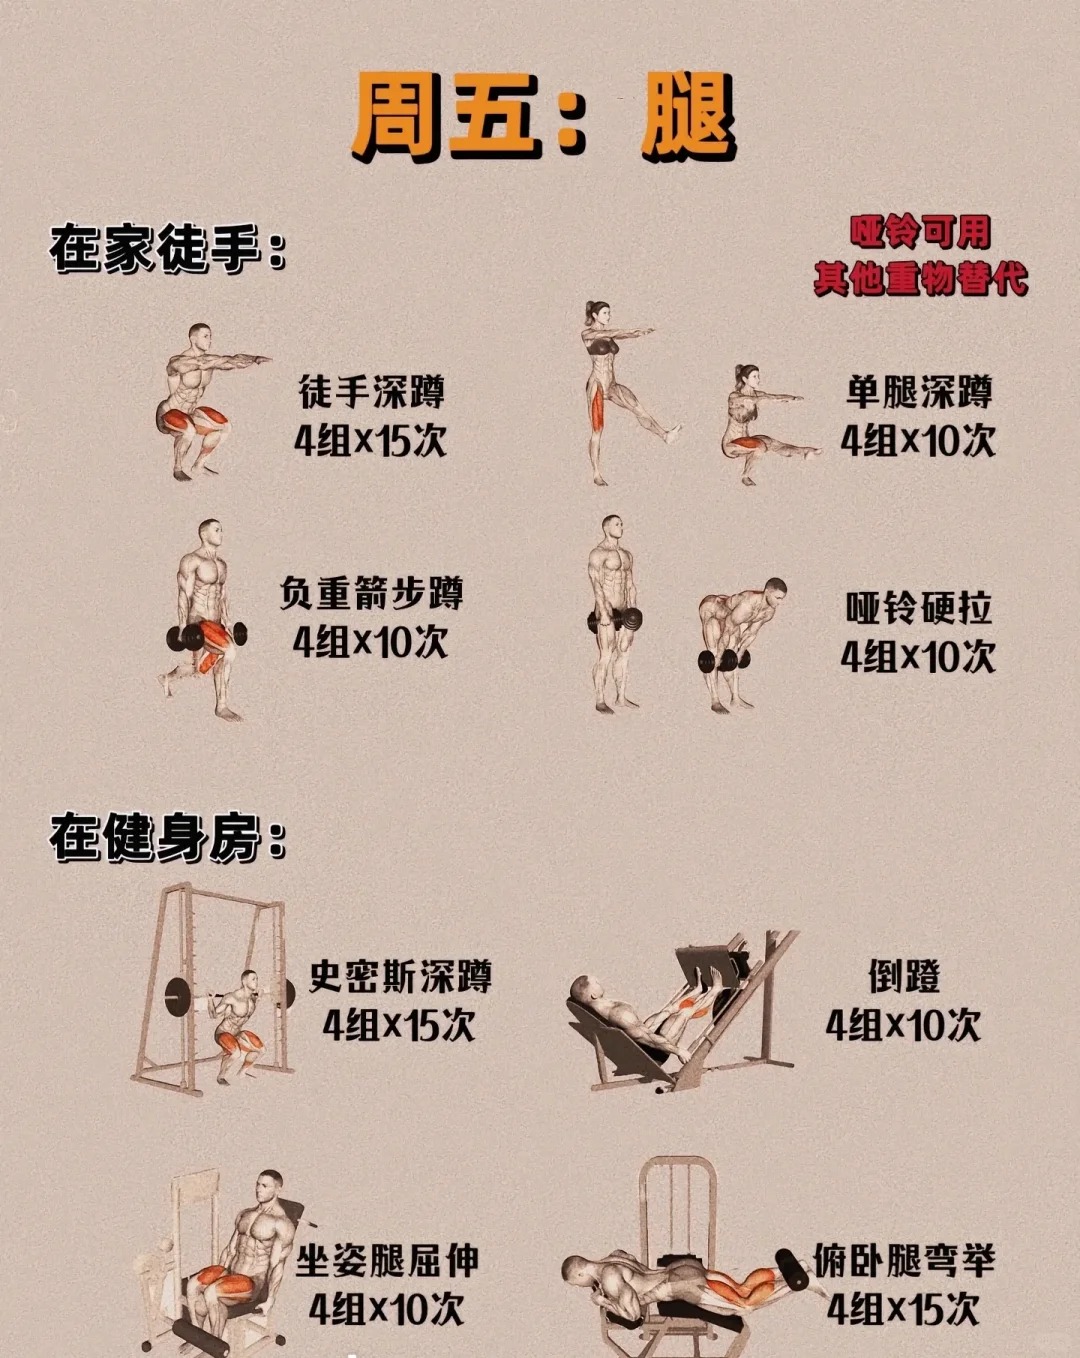 周五：腿
在家徒手：
哑铃可用
其他重物替代
徒手深蹲
4组X15次
单腿深蹲
4组X10次
负重箭步蹲
4组X10次
哑铃硬拉
4组X10次
在健身房：
史密斯深蹲
4组X15次
倒蹬
4组X10次
坐姿腿屈伸
4组X10次
俯卧腿弯举
4组X15次